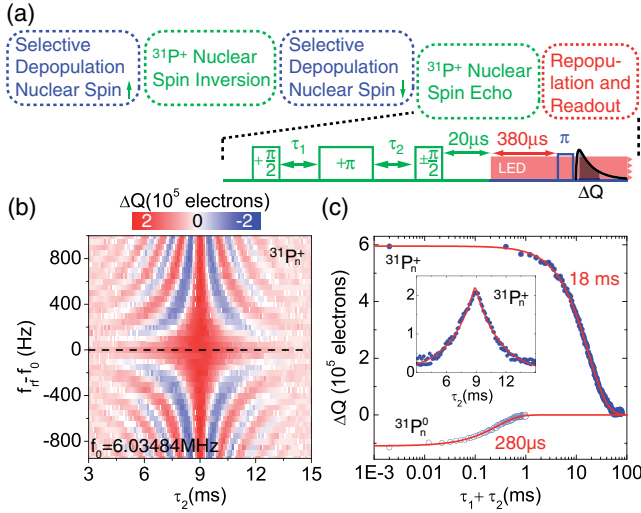 (a)
Selective
Depopulation
Nuclear Spin
³¹P⁺ Nuclear
Spin Inversion
Selective
Depopulation
Nuclear Spin
³¹P⁺ Nuclear
Spin Echo
Repopu-
lation and
Readout
+π/2
τ₁
+π
τ₂
±π/2
20μs
380μs
π
LED
ΔQ
(b)
ΔQ(10⁵ electrons)
2 0 -2
³¹Pₙ⁺
800
400
0
-400
-800
f_rf- f₀ (Hz)
f₀=6.03484MHz
3 6 9 12 15
τ₂(ms)
(c)
ΔQ (10⁵ electrons)
6
4
2
0
³¹Pₙ⁺
18 ms
2
1
0
³¹Pₙ⁺
6 9 12
τ₂(ms)
³¹Pₙ⁰
280μs
1E-3 0.01 0.1 1 10 100
τ₁+ τ₂(ms)